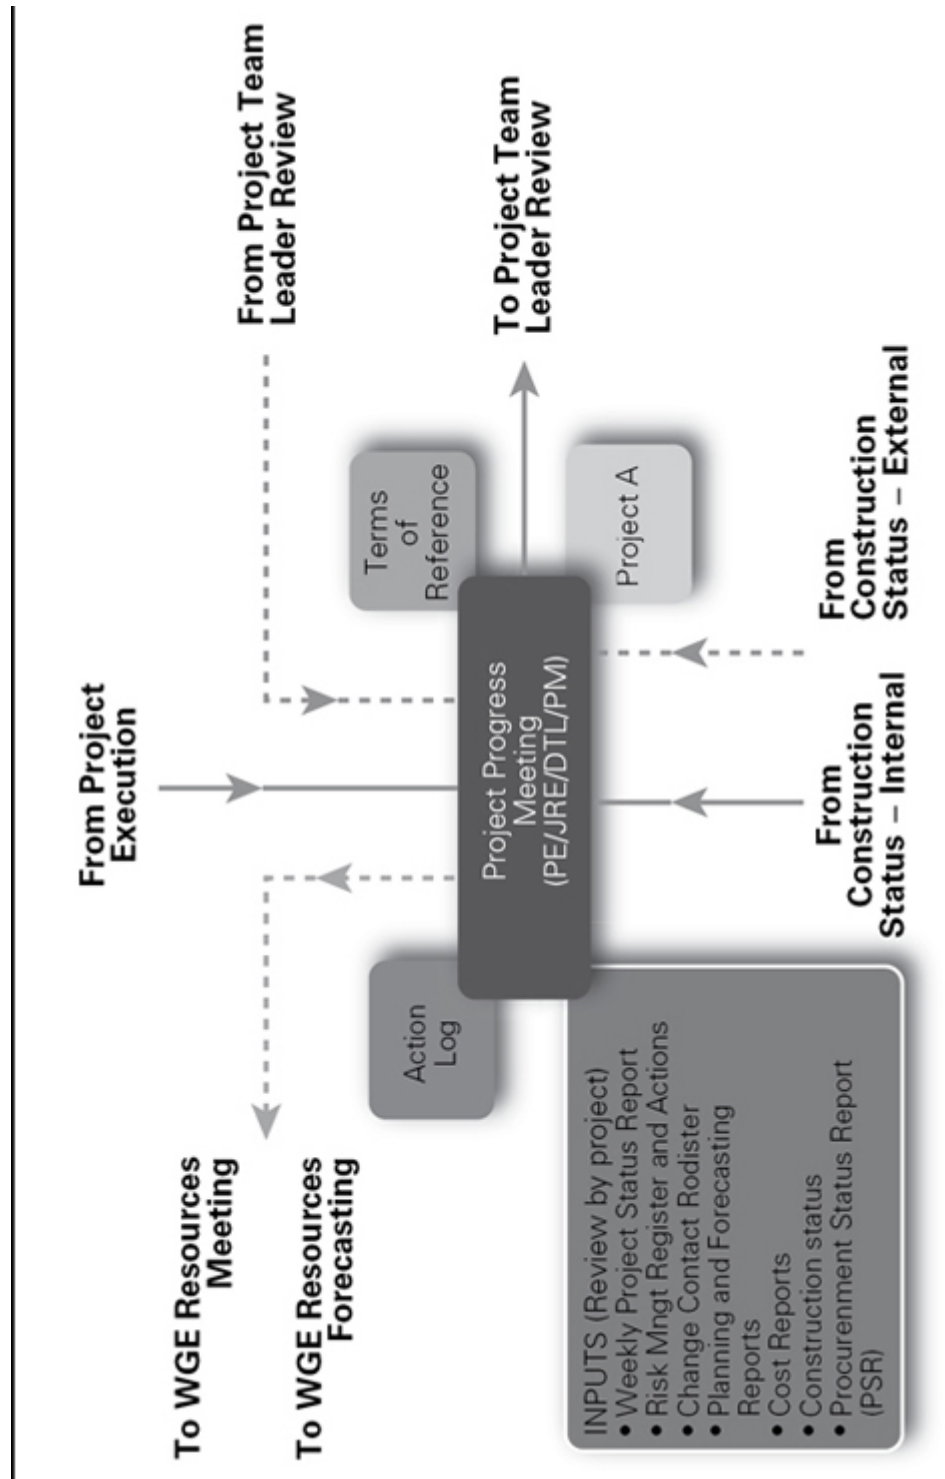 To WGE Resources
Meeting
To WGE Resources
Forecasting
From Project
Execution
From Project Team
Leader Review
Action
Log
Terms
of
Reference
Project Progress
Meeting
(PE/JRE/DTL/PM)
To Project Team
Leader Review
INPUTS (Review by project)
• Weekly Project Status Report
• Risk Mngt Register and Actions
• Change Contact Rodister
• Planning and Forecasting
Reports
• Cost Reports
• Construction status
• Procurenment Status Report
(PSR)
Project A
From
Construction
Status – Internal
From
Construction
Status – External